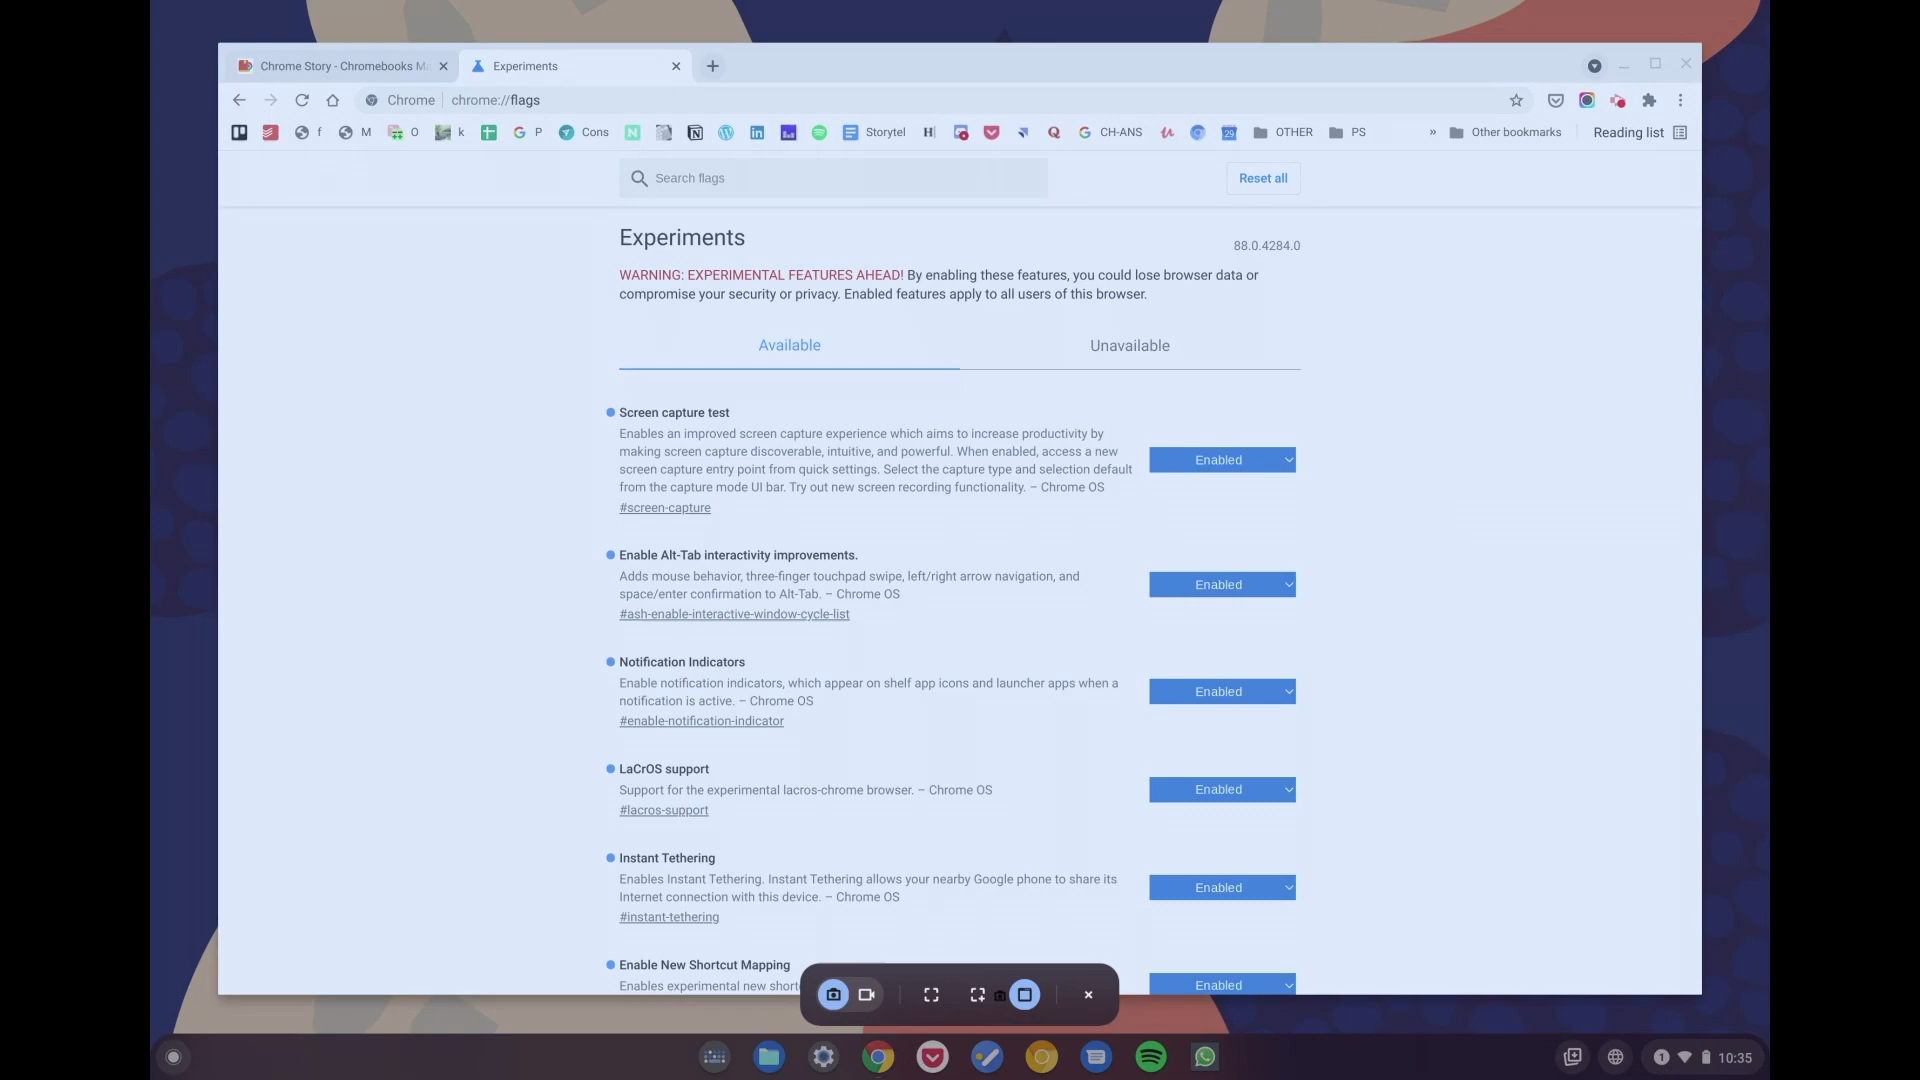 Chrome Story - Chromebooks Ma
Experiments
Chrome
chrome://flags
f
M
O
k
P
Cons
Storytel
CH-ANS
29
OTHER
PS
»
Other bookmarks
Reading list
Search flags
Reset all
Experiments
88.0.4284.0
WARNING: EXPERIMENTAL FEATURES AHEAD! By enabling these features, you could lose browser data or
compromise your security or privacy. Enabled features apply to all users of this browser.
Available
Unavailable
Screen capture test
Enables an improved screen capture experience which aims to increase productivity by
making screen capture discoverable, intuitive, and powerful. When enabled, access a new
screen capture entry point from quick settings. Select the capture type and selection default
from the capture mode UI bar. Try out new screen recording functionality. – Chrome OS
#screen-capture
Enabled
Enable Alt-Tab interactivity improvements.
Adds mouse behavior, three-finger touchpad swipe, left/right arrow navigation, and
space/enter confirmation to Alt-Tab. – Chrome OS
#ash-enable-interactive-window-cycle-list
Enabled
Notification Indicators
Enable notification indicators, which appear on shelf app icons and launcher apps when a
notification is active. – Chrome OS
#enable-notification-indicator
Enabled
LaCrOS support
Support for the experimental lacros-chrome browser. – Chrome OS
#lacros-support
Enabled
Instant Tethering
Enables Instant Tethering. Instant Tethering allows your nearby Google phone to share its
Internet connection with this device. – Chrome OS
#instant-tethering
Enabled
Enable New Shortcut Mapping
Enables experimental new short
Enabled
1
10:35